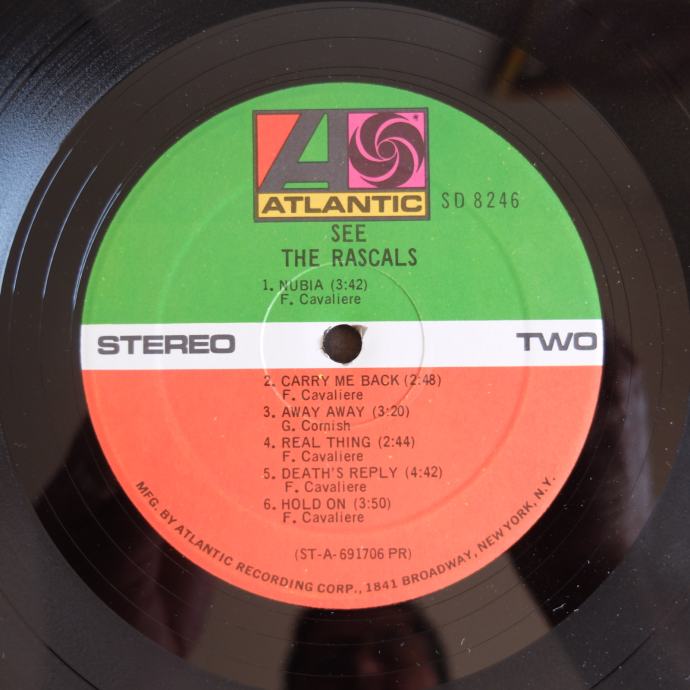 ATLANTIC
SD 8246
SEE
THE RASCALS
1. NUBIA (3:42)
F. Cavaliere
STEREO
TWO
2. CARRY ME BACK (2:48)
F. Cavaliere
3. AWAY AWAY (3:20)
G. Cornish
4. REAL THING (2:44)
F. Cavaliere
5. DEATH'S REPLY (4:42)
F. Cavaliere
6. HOLD ON (3:50)
F. Cavaliere
(ST-A-691706 PR)
MFG. BY ATLANTIC RECORDING CORP., 1841 BROADWAY, NEW YORK, N.Y.